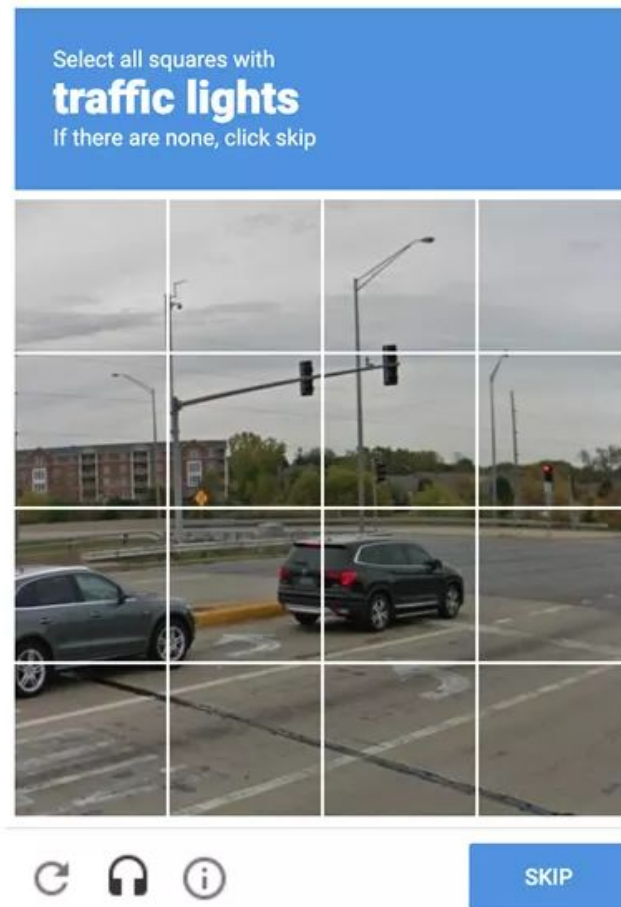 Select all squares with
traffic lights
If there are none, click skip
SKIP